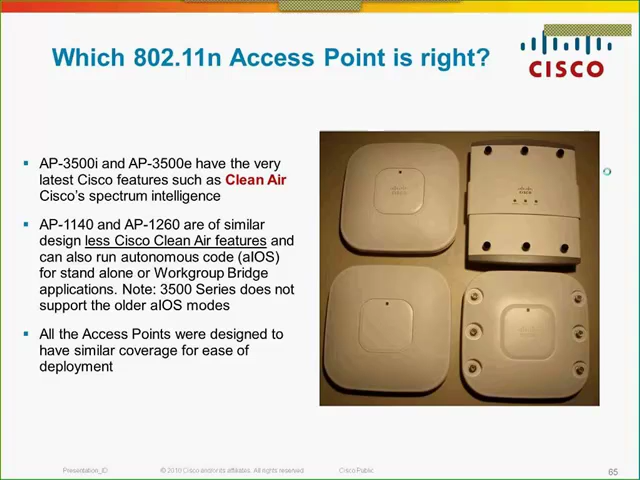 Which 802.11n Access Point is right?
CISCO
AP-3500i and AP-3500e have the very
latest Cisco features such as Clean Air
Cisco's spectrum intelligence
AP-1140 and AP-1260 are of similar
design less Cisco Clean Air features and
can also run autonomous code (aIOS)
for stand alone or Workgroup Bridge
applications. Note: 3500 Series does not
support the older aIOS modes
All the Access Points were designed to
have similar coverage for ease of
deployment
Presentation_ID
© 2010 Cisco and/or its affiliates. All rights reserved.
Cisco Public
65